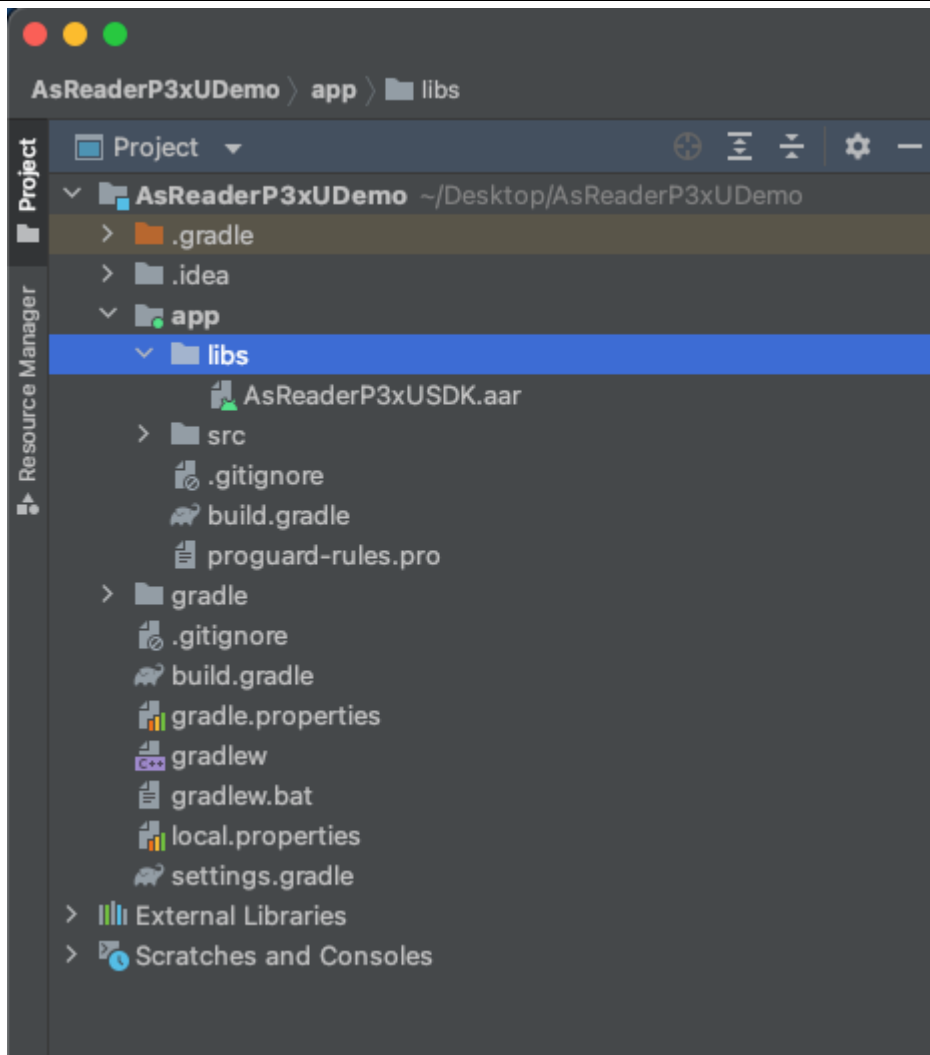 AsReaderP3xUDemo 〉 app 〉 libs
Project
Resource Manager
Project
AsReaderP3xUDemo ~/Desktop/AsReaderP3xUDemo
.gradle
.idea
app
libs
AsReaderP3xUSDK.aar
src
.gitignore
build.gradle
proguard-rules.pro
gradle
.gitignore
build.gradle
gradle.properties
C++ gradlew
gradlew.bat
local.properties
settings.gradle
External Libraries
Scratches and Consoles